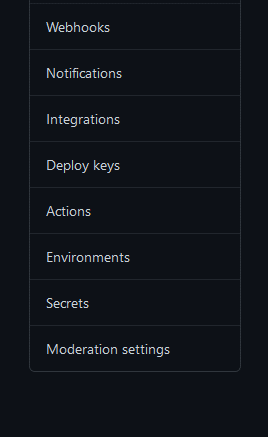 Webhooks
Notifications
Integrations
Deploy keys
Actions
Environments
Secrets
Moderation settings